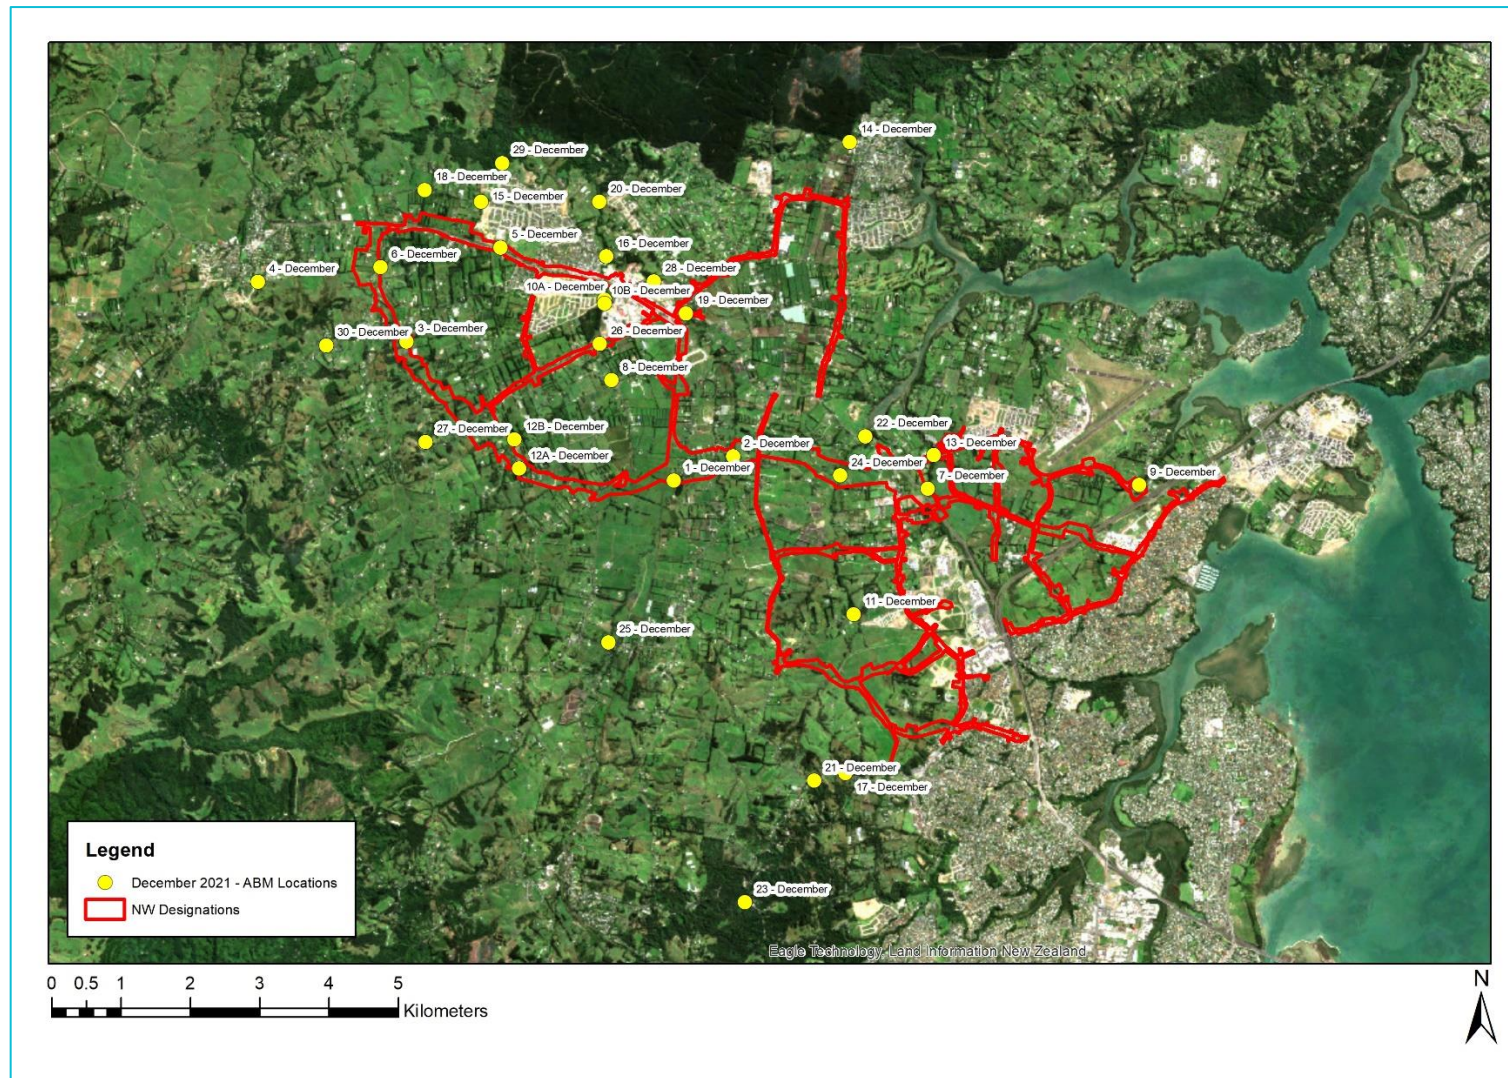 14 - December
29 - December
18 - December
15 - December
20 - December
5 - December
16 - December
6 - December
4 - December
28 - December
10A - December
10B - December
19 - December
30 - December
3 - December
26 - December
8 - December
27 - December
12B - December
22 - December
2 - December
13 - December
12A - December
1 - December
24 - December
7 - December
9 - December
11 - December
25 - December
21 - December
17 - December
23 - December
Legend
December 2021 - ABM Locations
NW Designations
Eagle Technology, Land Information New Zealand
0 0.5 1 2 3 4 5
Kilometers
N